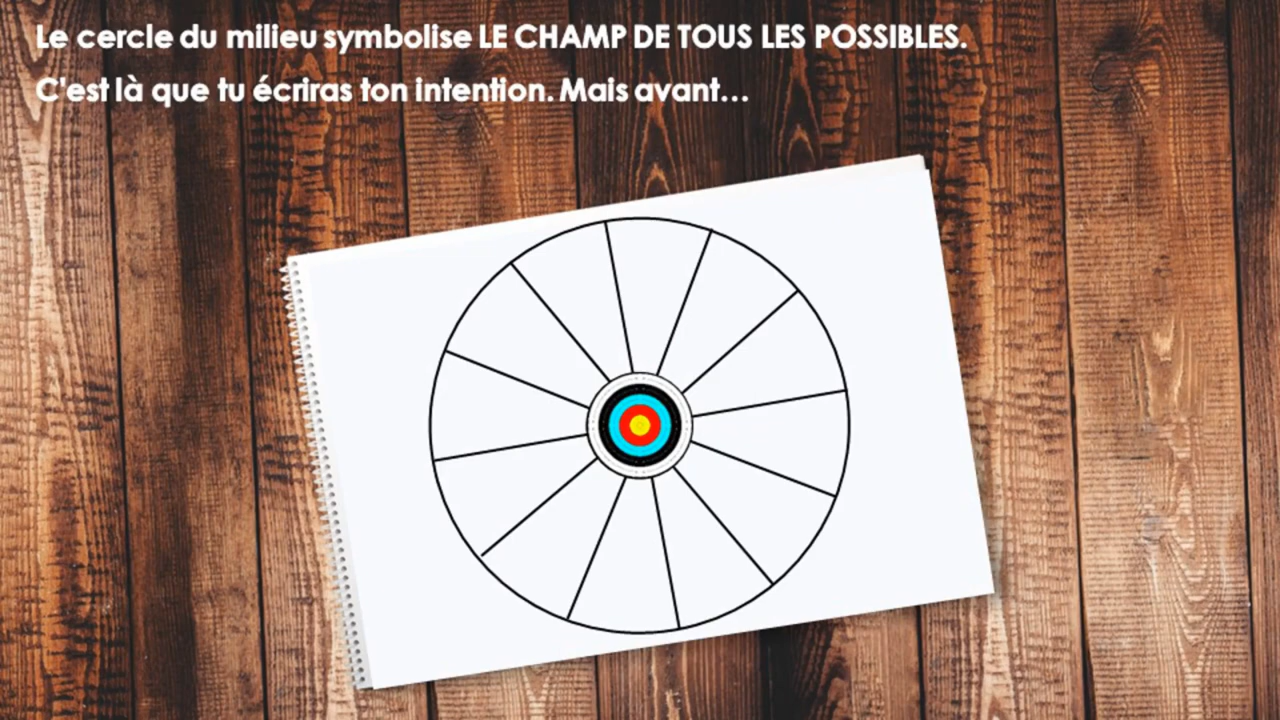 Le cercle du milieu symbolise LE CHAMP DE TOUS LES POSSIBLES.
C'est là que tu écriras ton intention. Mais avant...